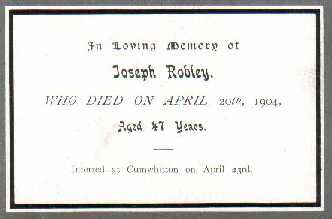 In Loving Memory of
Joseph Robley,
WHO DIED ON APRIL 20th, 1904,
Aged 47 Years.
Interred at Cumwhitton on April 23rd.